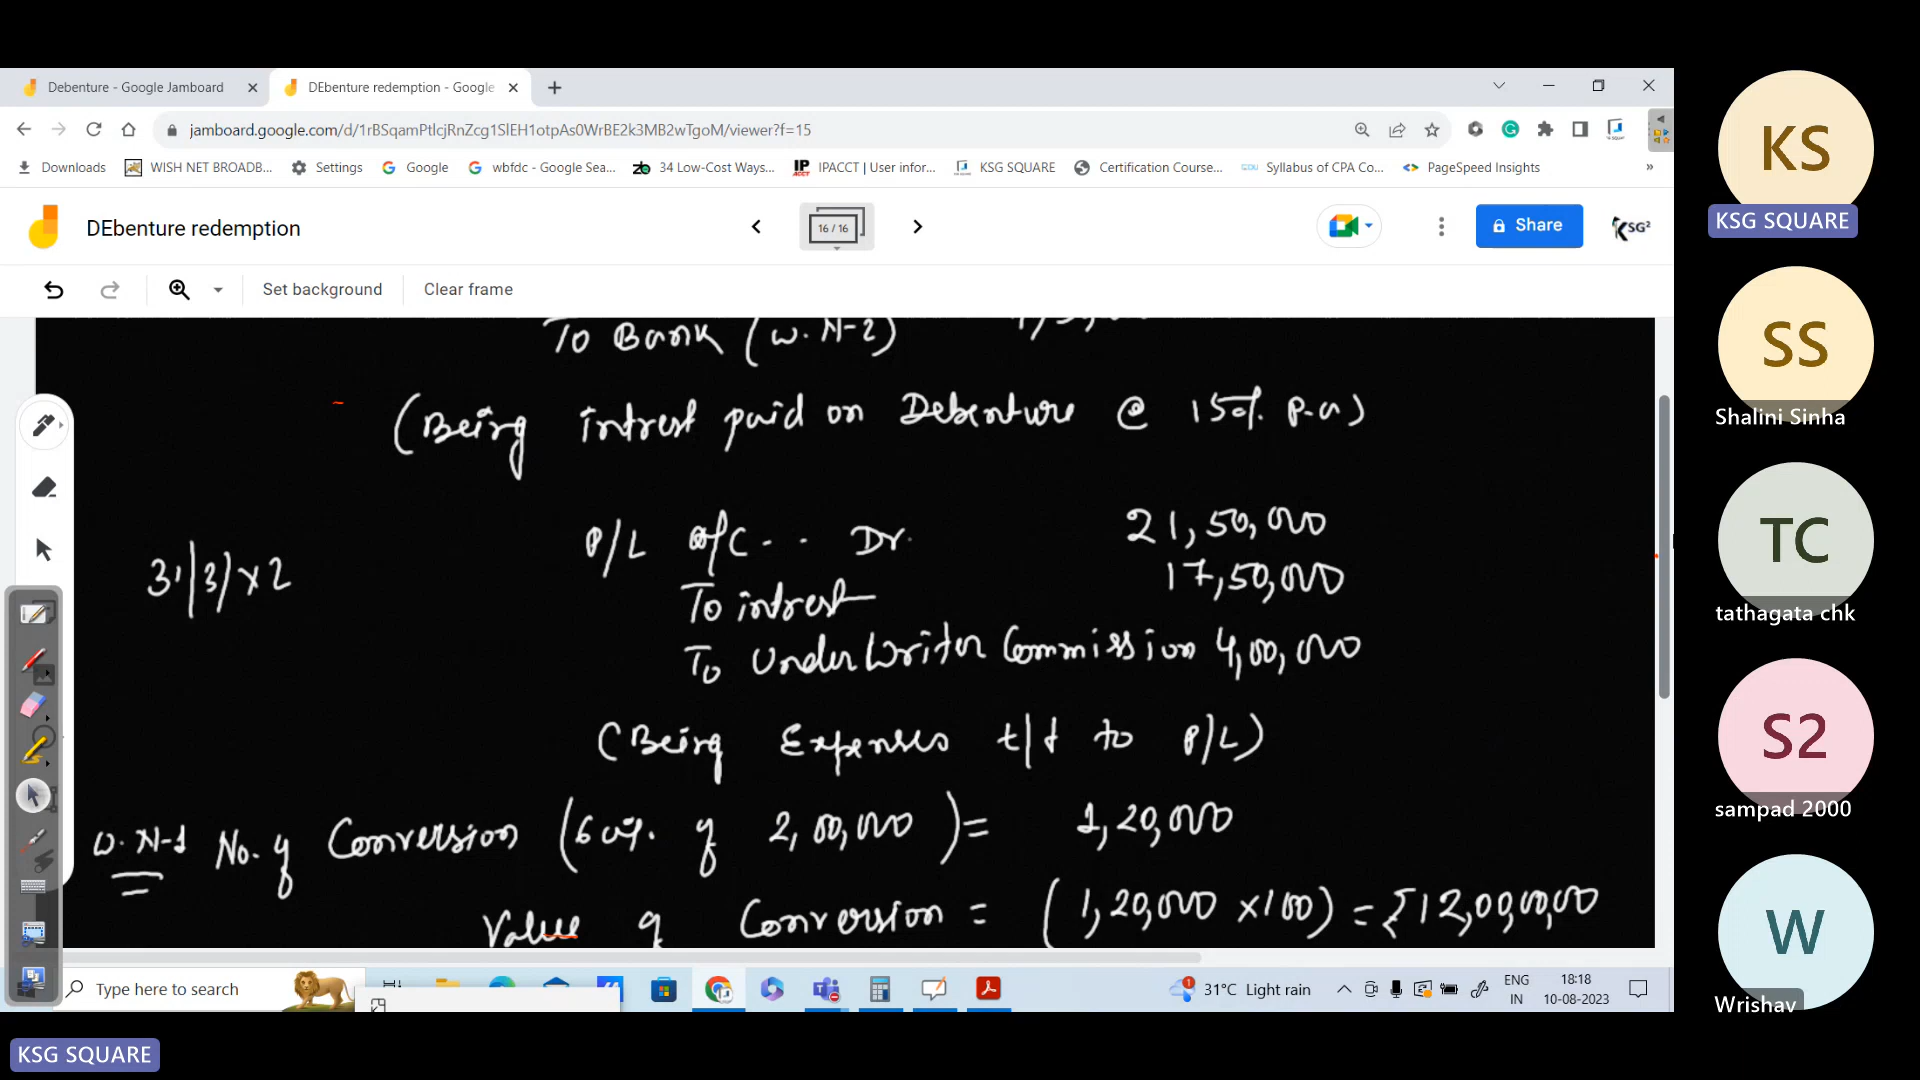 Debenture - Google Jamboard
DEbenture redemption - Google
jamboard.google.com/d/1rBSqamPtlcjRnZcg1SlEH1otpAs0WrBE2k3MB2wTgoM/viewer?f=15
Downloads WISH NET BROADB... Settings Google wbfdc - Google Sea... 34 Low-Cost Ways... IPACCT | User infor... KSG SQUARE Certification Course... Syllabus of CPA Co... PageSpeed Insights »
DEbenture redemption
16 / 16
Share
KSG²
Set background Clear frame
To Bank (W.N-2)
(Being intrest paid on Debenture @ 15% p.a)
31/3/x2 P/L A/C - - Dr. 21,50,000
To intrest 17,50,000
To UnderWriter Commission 4,00,000
(Being Expenses t/f to P/L)
W.N-1 No. of Conversion (60% of 2,00,000) = 1,20,000
Value of Conversion = (1,20,000 x100) = ₹12,00,00,00
Type here to search
31°C Light rain
ENG
IN
18:18
10-08-2023
KS
KSG SQUARE
SS
Shalini Sinha
TC
tathagata chk
S2
sampad 2000
W
Wrishav
KSG SQUARE